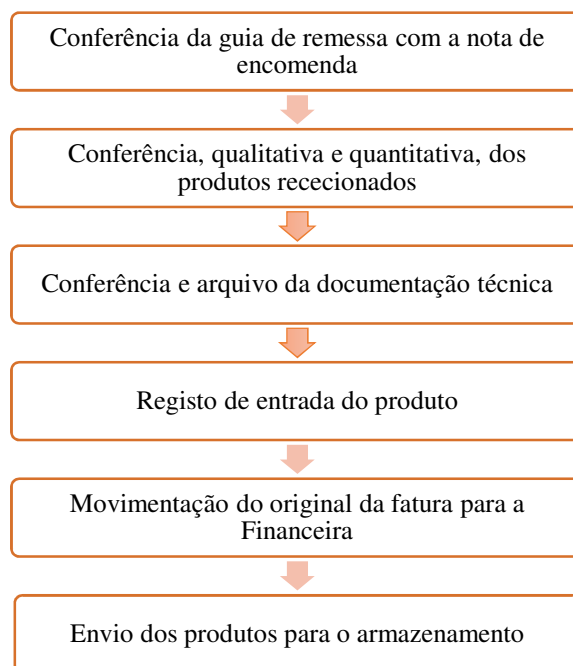 Conferência da guia de remessa com a nota de
encomenda
Conferência, qualitativa e quantitativa, dos
produtos rececionados
Conferência e arquivo da documentação técnica
Registo de entrada do produto
Movimentação do original da fatura para a
Financeira
Envio dos produtos para o armazenamento